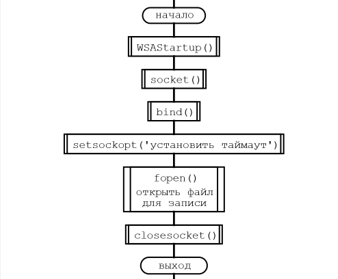 начало
WSAStartup()
socket()
bind()
setsockopt('установить таймаут')
fopen()
открыть файл
для записи
closesocket()
выход